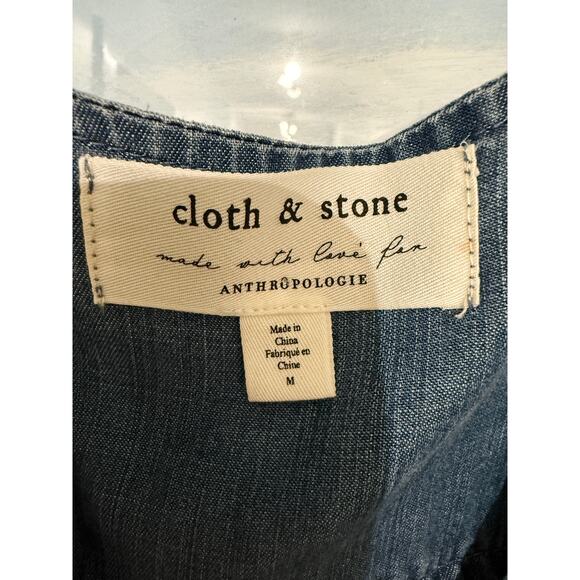 cloth & stone
made with love for
ANTHROPOLOGIE
Made in
China
Fabriqué en
Chine
M